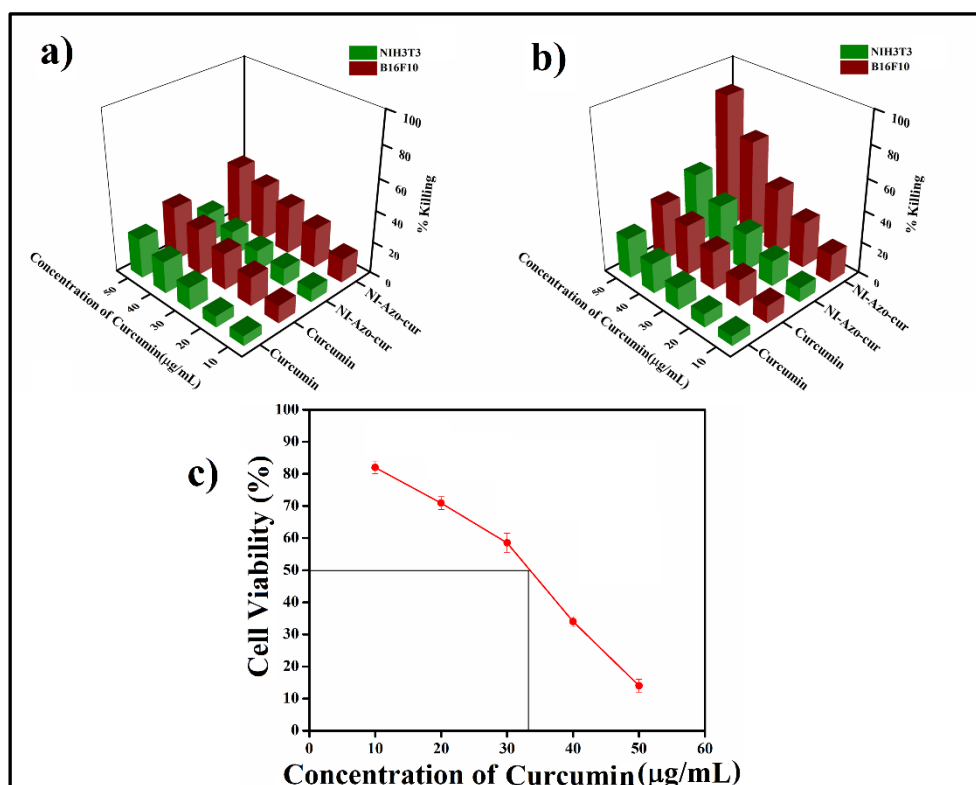 a)
NIH3T3
B16F10
100
80
60
40
20
0
% Killing
50
40
30
20
10
Concentration of Curcumin(μg/mL)
Curcumin
Curcumin
NI-Azo-cur
NI-Azo-cur
b)
NIH3T3
B16F10
100
80
60
40
20
0
% Killing
50
40
30
20
10
Concentration of Curcumin(μg/mL)
Curcumin
Curcumin
NI-Azo-cur
NI-Azo-cur
c)
Cell Viability (%)
100
90
80
70
60
50
40
30
20
10
0
0 10 20 30 40 50 60
Concentration of Curcumin(μg/mL)